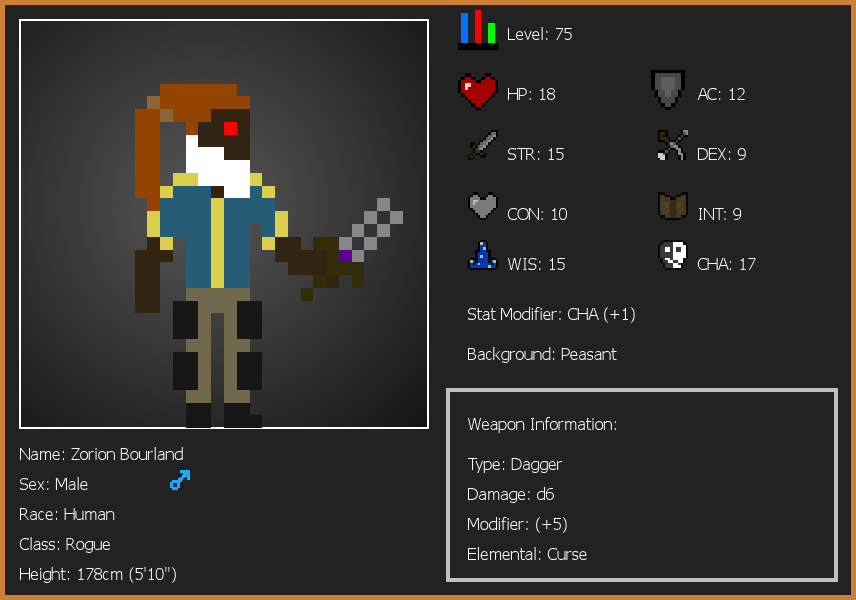 Level: 75
HP: 18
AC: 12
STR: 15
DEX: 9
CON: 10
INT: 9
WIS: 15
CHA: 17
Stat Modifier: CHA (+1)
Background: Peasant
Weapon Information:
Type: Dagger
Damage: d6
Modifier: (+5)
Elemental: Curse
Name: Zorion Bourland
Sex: Male
Race: Human
Class: Rogue
Height: 178cm (5'10")